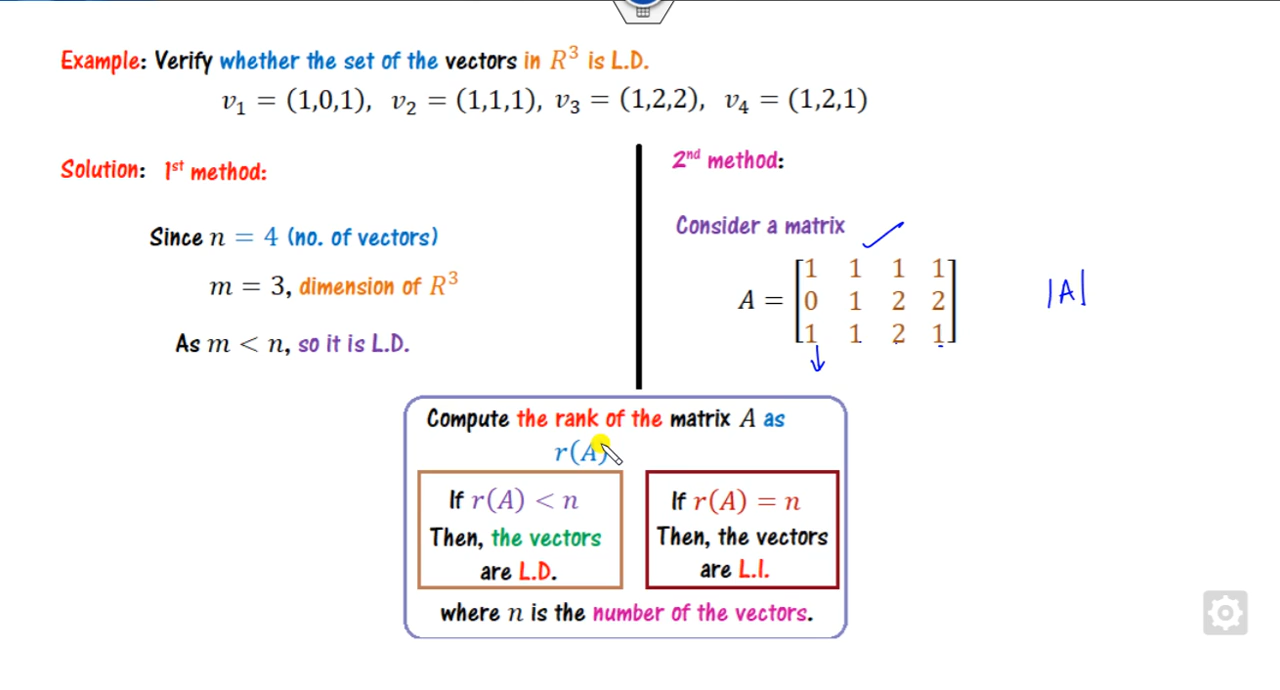 Example: Verify whether the set of the vectors in R³ is L.D.
v₁ = (1,0,1), v₂ = (1,1,1), v₃ = (1,2,2), v₄ = (1,2,1)
Solution: 1st method:
Since n = 4 (no. of vectors)
m = 3, dimension of R³
As m < n, so it is L.D.
2nd method:
Consider a matrix
A = [1 1 1 1
0 1 2 2
1 1 2 1]
|A|
Compute the rank of the matrix A as
r(A)
If r(A) < n
Then, the vectors
are L.D.
If r(A) = n
Then, the vectors
are L.I.
where n is the number of the vectors.